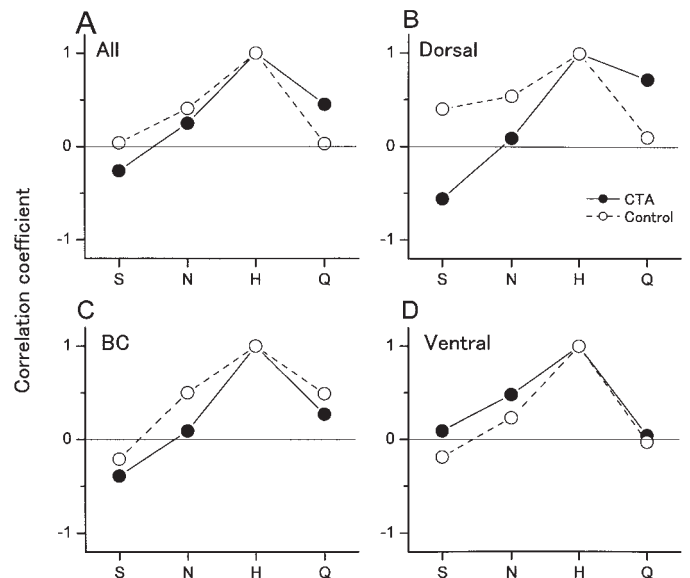 Correlation coefficient
A
All
1
0
-1
S N H Q
B
Dorsal
1
0
-1
CTA
Control
S N H Q
C
BC
1
0
-1
S N H Q
D
Ventral
1
0
-1
S N H Q